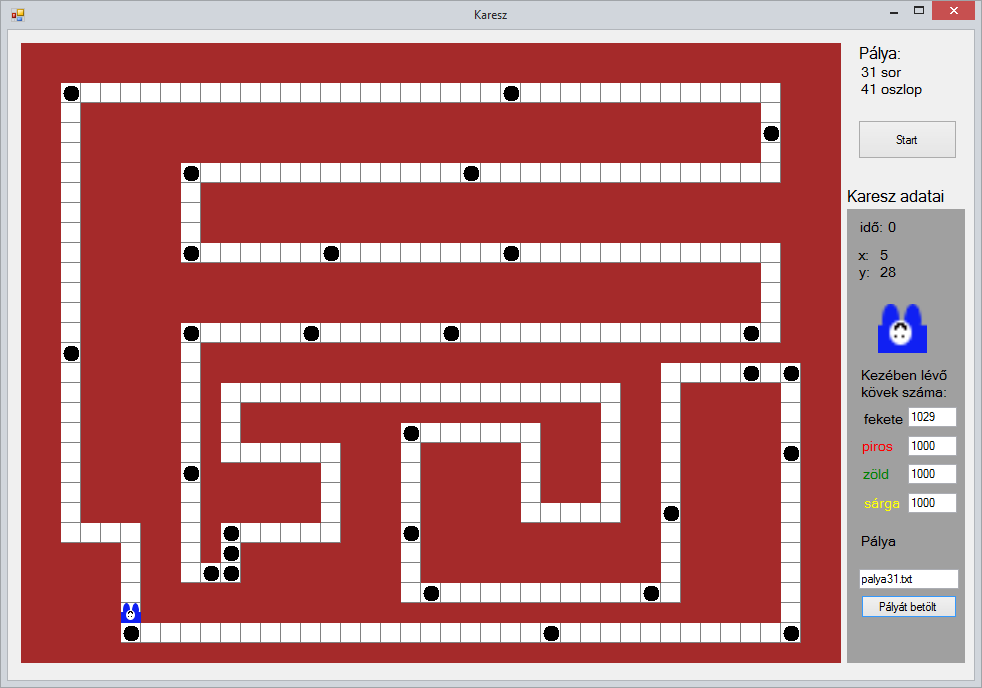 Karesz
Pálya:
31 sor
41 oszlop
Start
Karesz adatai
idő: 0
x: 5
y: 28
Kezében lévő
kövek száma:
fekete 1029
piros 1000
zöld 1000
sárga 1000
Pálya
palya31.txt
Pályát betölt